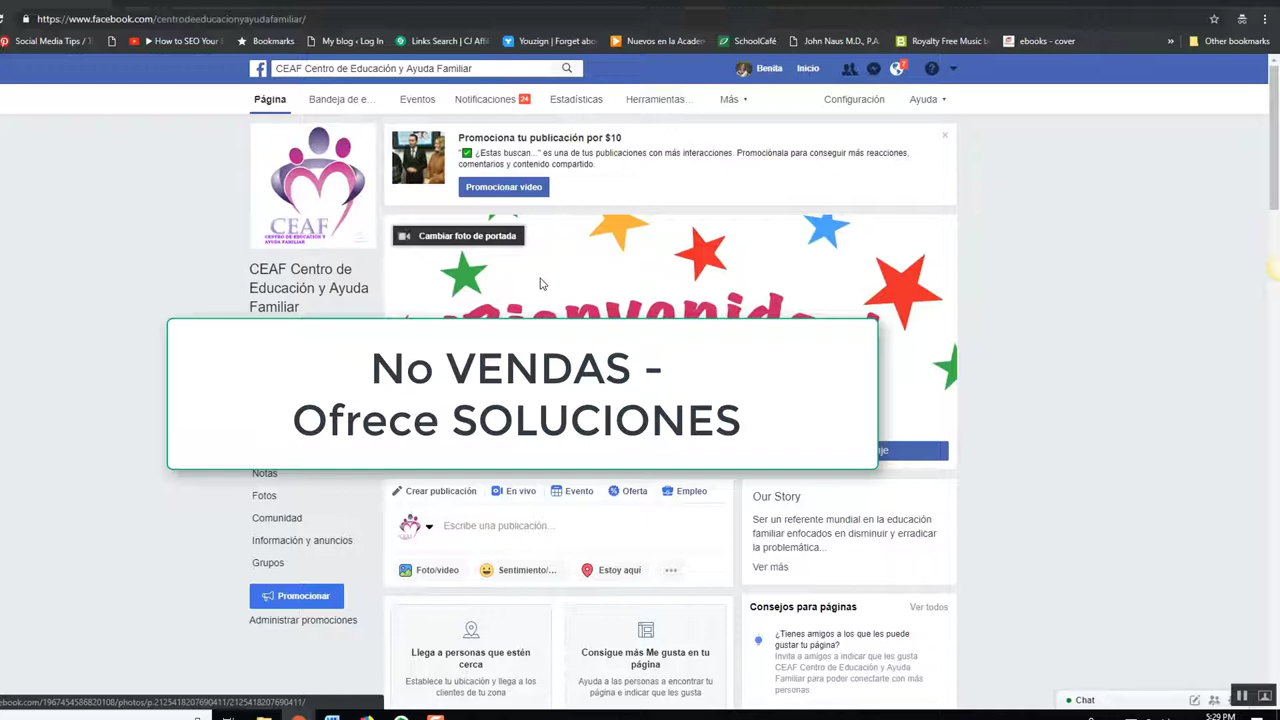 https://www.facebook.com/centrodeeducacionyayudafamiliar/
Social Media Tips / T
How to SEO Your
Bookmarks
My blog ‹ Log In
Links Search | CJ Affi
Youzign | Forget abo
Nuevos en la Acade
SchoolCafé
John Naus M.D., P.A.
Royalty Free Music b
ebooks - cover
»
Other bookmarks
CEAF Centro de Educación y Ayuda Familiar
Benita
Inicio
7
Página
Bandeja de e...
Eventos
Notificaciones 24
Estadísticas
Herramientas...
Más
Configuración
Ayuda
Promociona tu publicación por $10
"✅ ¿Estas buscan..." es una de tus publicaciones con más interacciones. Promociónala para conseguir más reacciones,
comentarios y contenido compartido.
Promocionar video
CEAF
CENTRO DE EDUCACIÓN Y
AYUDA FAMILIAR
Cambiar foto de portada
CEAF Centro de
Educación y Ayuda
Familiar
No VENDAS -
Ofrece SOLUCIONES
Notas
Fotos
Comunidad
Información y anuncios
Grupos
Promocionar
Administrar promociones
Crear publicación
En vivo
Evento
Oferta
Empleo
Escribe una publicación...
Foto/video
Sentimiento/...
Estoy aquí
Llega a personas que estén
cerca
Establece tu ubicación y llega a los
clientes de tu zona
Consigue más Me gusta en tu
página
Ayuda a las personas a encontrar tu
página e indicar que les gusta
Our Story
Ser un referente mundial en la educación
familiar enfocados en disminuir y erradicar
la problemática...
Ver más
Consejos para páginas
Ver todos
¿Tienes amigos a los que les puede
gustar tu página?
Invita a amigos a indicar que les gusta
CEAF Centro de Educación y Ayuda
Familiar para poder conectarte con más
personas
Chat
ebook.com/1967454586820108/photos/p.2125418207690411/2125418207690411/
5:29 PM